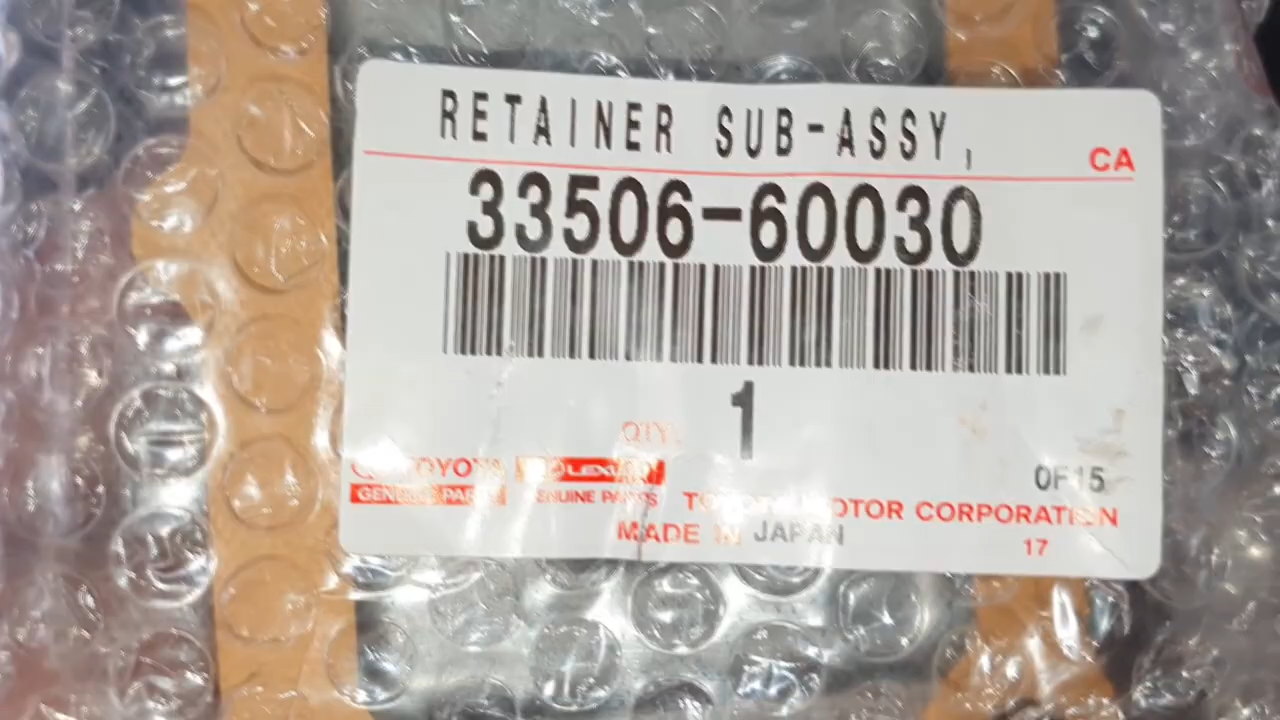 RETAINER SUB-ASSY,
CA
33506-60030
1
QTY.
TOYOTA LEXUS
0F15
GENUINE PARTS GENUINE PARTS TOYOTA MOTOR CORPORATION
MADE IN JAPAN
17